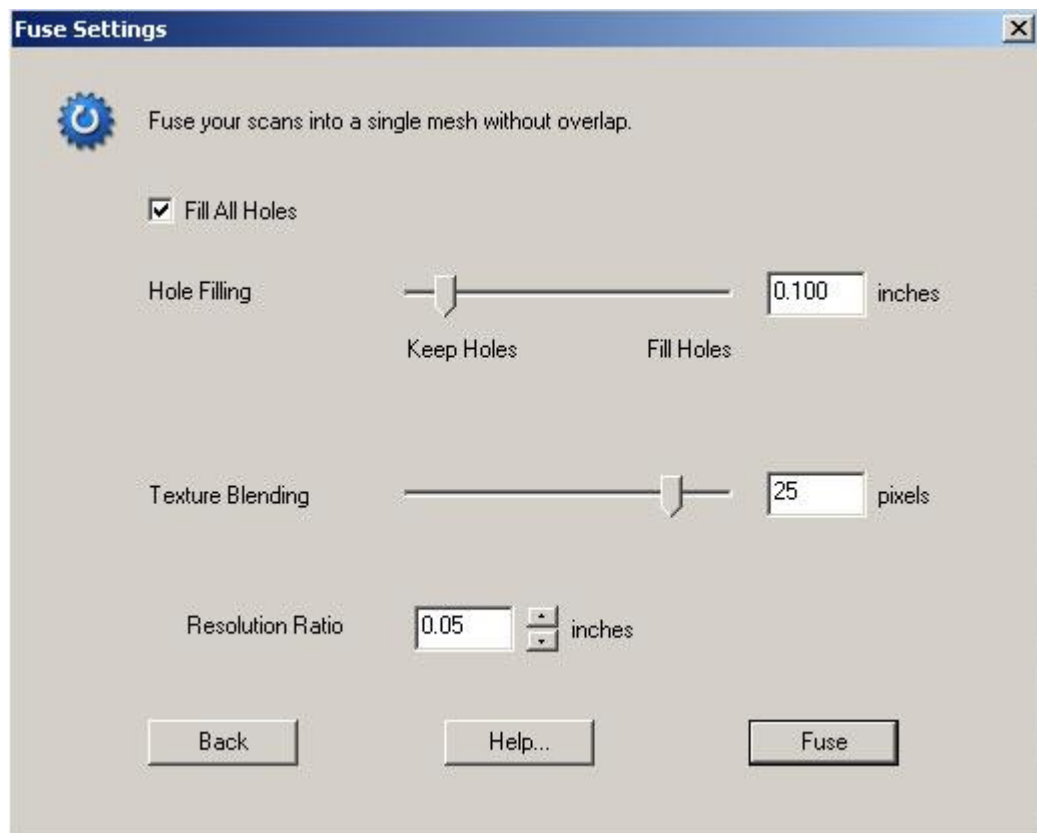 Fuse Settings
Fuse your scans into a single mesh without overlap.
Fill All Holes
Hole Filling 0.100 inches
Keep Holes Fill Holes
Texture Blending 25 pixels
Resolution Ratio 0.05 inches
Back Help... Fuse